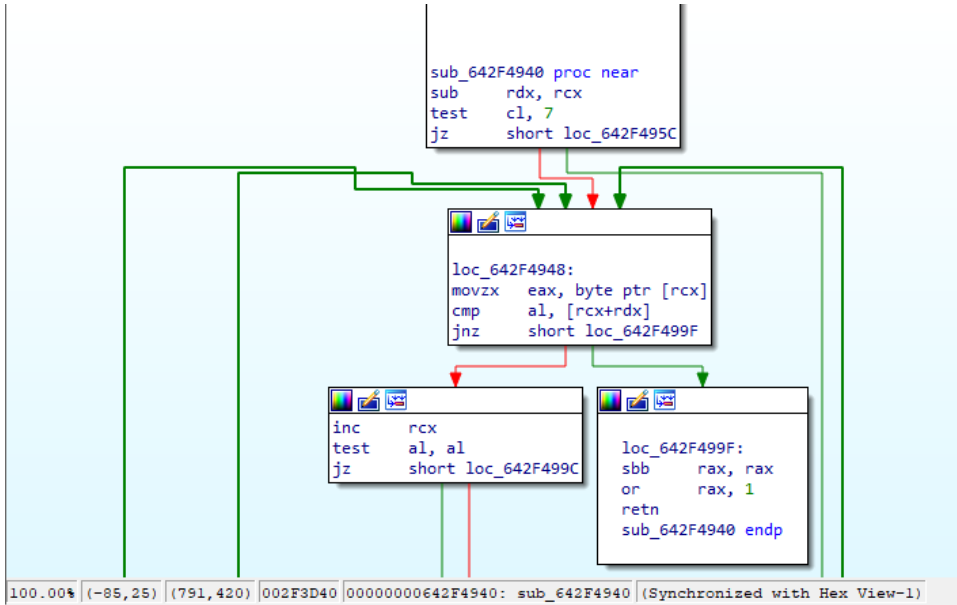 sub_642F4940 proc near
sub     rdx, rcx
test    cl, 7
jz      short loc_642F495C
loc_642F4948:
movzx   eax, byte ptr [rcx]
cmp     al, [rcx+rdx]
jnz     short loc_642F499F
inc     rcx
test    al, al
jz      short loc_642F499C
loc_642F499F:
sbb     rax, rax
or      rax, 1
retn
sub_642F4940 endp
100.00% (-85,25) (791,420) 002F3D40 00000000642F4940: sub_642F4940 (Synchronized with Hex View-1)